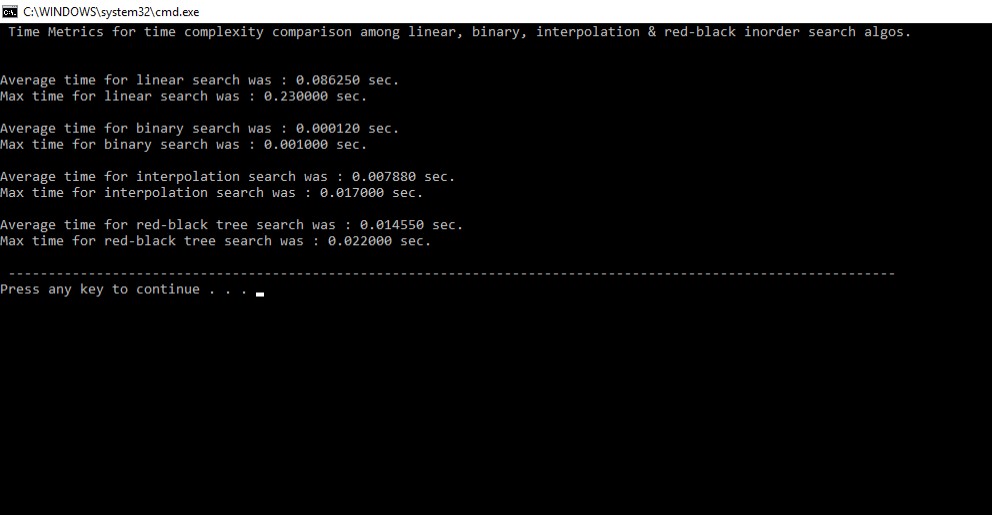 C:\WINDOWS\system32\cmd.exe
Time Metrics for time complexity comparison among linear, binary, interpolation & red-black inorder search algos.
Average time for linear search was : 0.086250 sec.
Max time for linear search was : 0.230000 sec.
Average time for binary search was : 0.000120 sec.
Max time for binary search was : 0.001000 sec.
Average time for interpolation search was : 0.007880 sec.
Max time for interpolation search was : 0.017000 sec.
Average time for red-black tree search was : 0.014550 sec.
Max time for red-black tree search was : 0.022000 sec.
---------------------------------------------------------------------------------------------------------------
Press any key to continue . . .